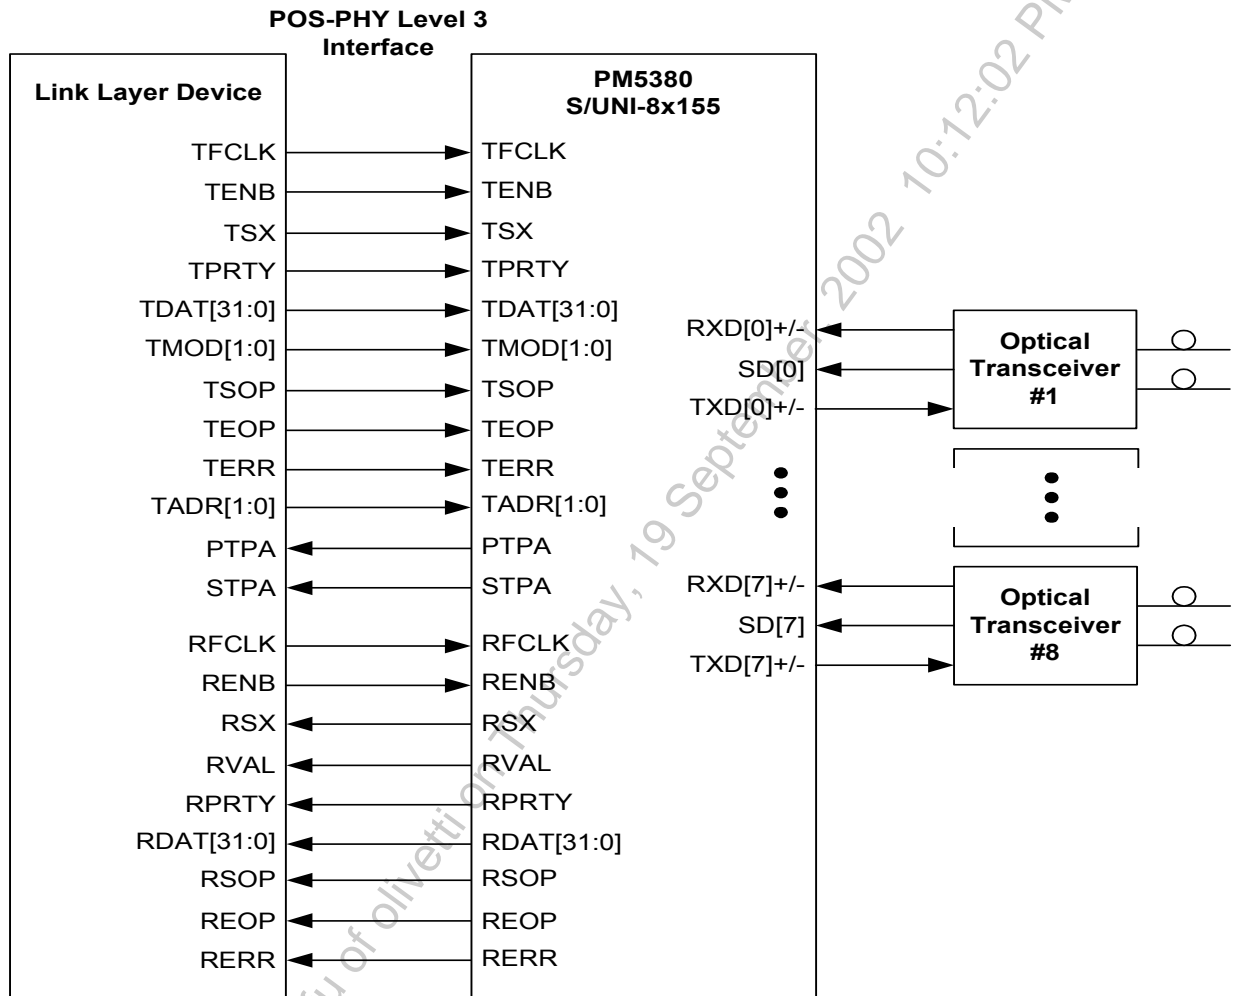 POS-PHY Level 3
Interface
Link Layer Device
PM5380
S/UNI-8x155
TFCLK TFCLK
TENB TENB
TSX TSX
TPRTY TPRTY
TDAT[31:0] TDAT[31:0]
TMOD[1:0] TMOD[1:0]
TSOP TSOP
TEOP TEOP
TERR TERR
TADR[1:0] TADR[1:0]
PTPA PTPA
STPA STPA
RFCLK RFCLK
RENB RENB
RSX RSX
RVAL RVAL
RPRTY RPRTY
RDAT[31:0] RDAT[31:0]
RSOP RSOP
REOP REOP
RERR RERR
RXD[0]+/-
SD[0]
TXD[0]+/-
Optical
Transceiver
#1
RXD[7]+/-
SD[7]
TXD[7]+/-
Optical
Transceiver
#8
of olivetti on Thursday, 19 September, 2002 10:12:02 PM